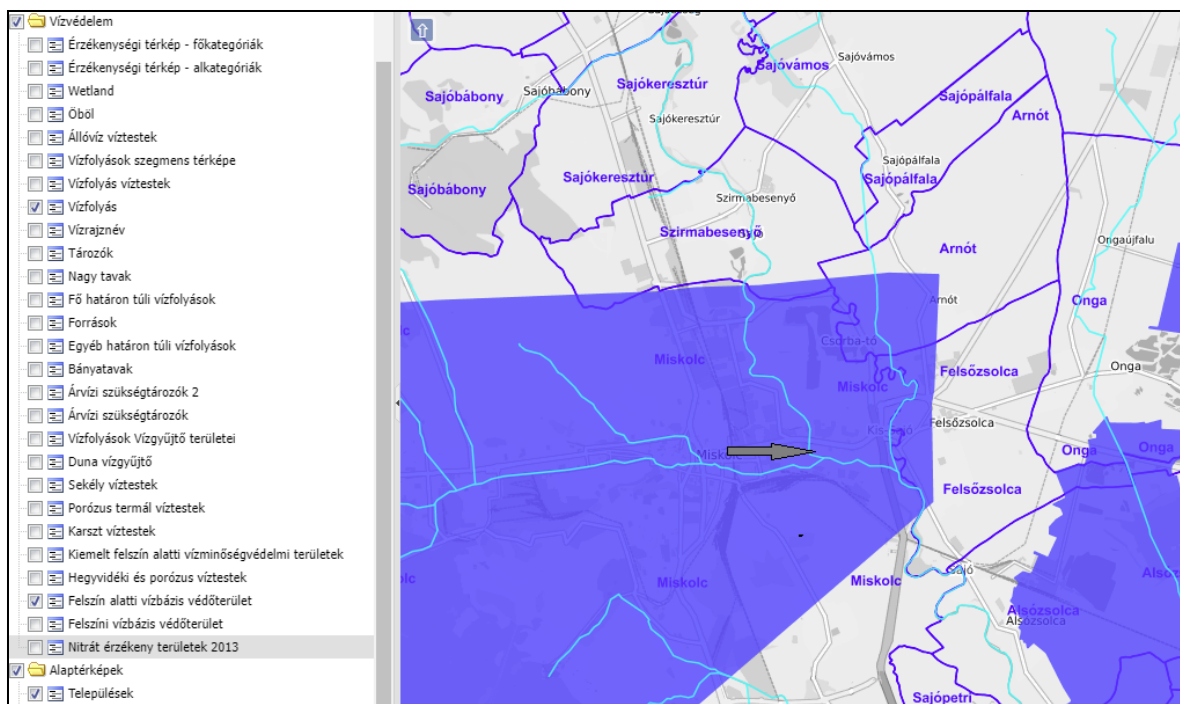 Vízvédelem
Érzékenységi térkép - főkategóriák
Érzékenységi térkép - alkategóriák
Wetland
Öböl
Állóvíz víztestek
Vízfolyások szegmens térképe
Vízfolyás víztestek
Vízfolyás
Vízrajznév
Tározók
Nagy tavak
Fő határon túli vízfolyások
Források
Egyéb határon túli vízfolyások
Bányatavak
Árvízi szükségtározók 2
Árvízi szükségtározók
Vízfolyások Vízgyűjtő területei
Duna vízgyűjtő
Sekély víztestek
Porózus termál víztestek
Karszt víztestek
Kiemelt felszín alatti vízminőségvédelmi területek
Hegyvidéki és porózus víztestek
Felszín alatti vízbázis védőterület
Felszíni vízbázis védőterület
Nitrát érzékeny területek 2013
Alaptérképek
Települések
Sajóvámos
Sajóvámos
Sajókeresztúr
Sajóbábony
Sajóbábony
Sajópálfala
Arnót
Sajókeresztúr
Sajópálfala
Sajókeresztúr
Sajópálfala
Sajóbábony
Szirmabesenyő
Szirmabesenyő
Ongaújfalu
Arnót
Arnót
Onga
Csorba-tó
Miskolc
Miskolc
Felsőzsolca
Onga
Felsőzsolca
Miskolc
Onga
Onga
Felsőzsolca
Sajó
Miskolc
Miskolc
Alsózsolca
Alsózsolca
Sajópetri